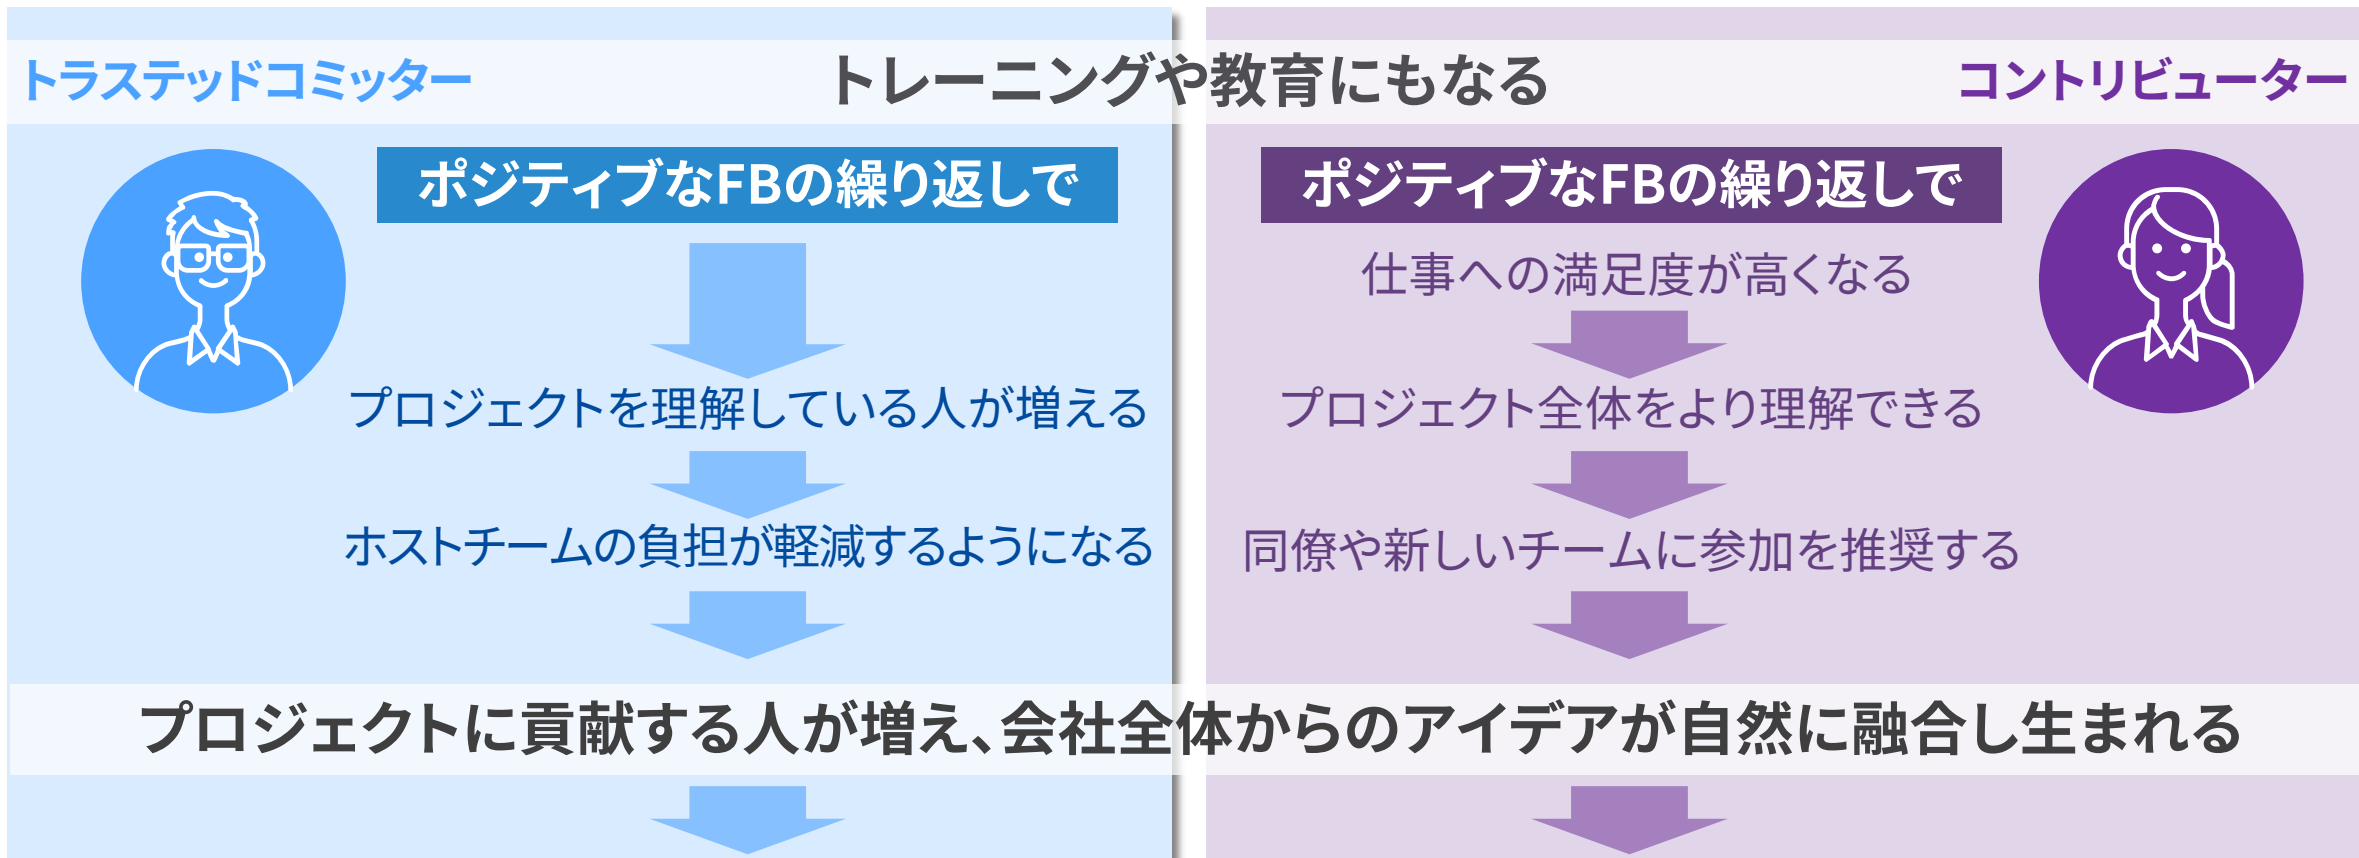 トラステッドコミッター
トレーニングや教育にもなる
コントリビューター
ポジティブなFBの繰り返しで
プロジェクトを理解している人が増える
ホストチームの負担が軽減するようになる
ポジティブなFBの繰り返しで
仕事への満足度が高くなる
プロジェクト全体をより理解できる
同僚や新しいチームに参加を推奨する
プロジェクトに貢献する人が増え、会社全体からのアイデアが自然に融合し生まれる